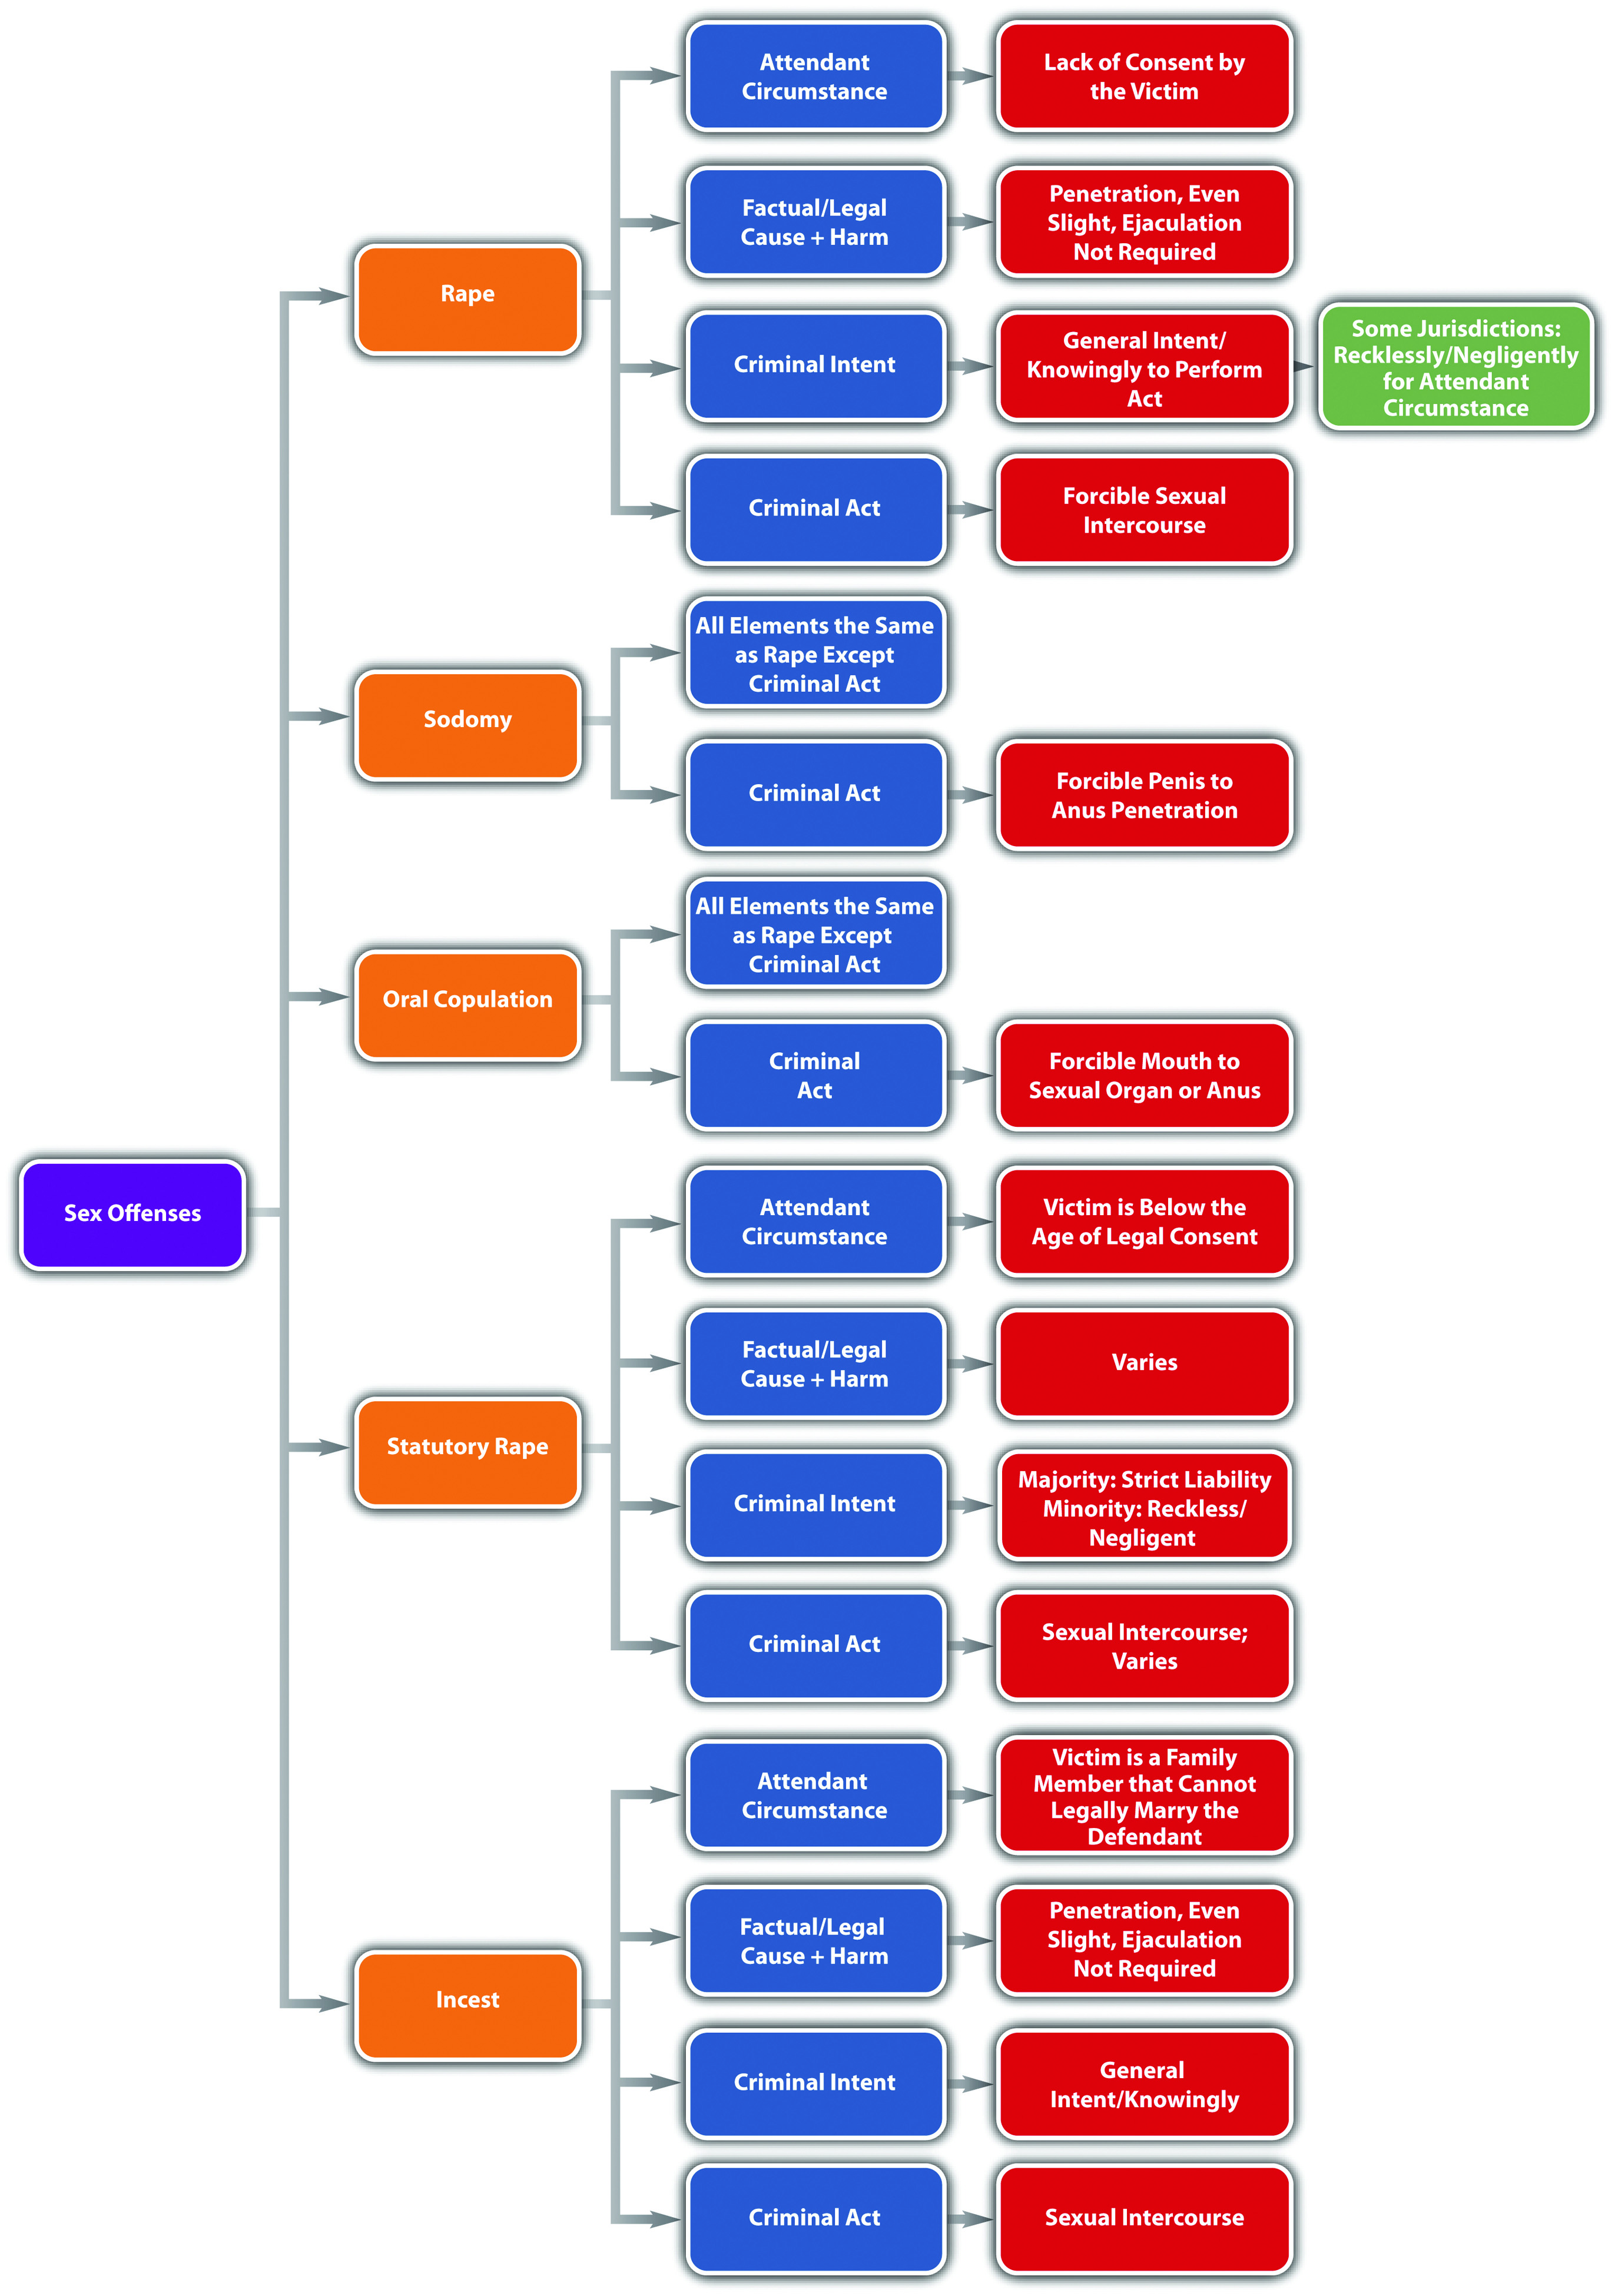 Sex Offenses
Rape
Attendant
Circumstance
Lack of Consent by
the Victim
Factual/Legal
Cause + Harm
Penetration, Even
Slight, Ejaculation
Not Required
Criminal Intent
General Intent/
Knowingly to Perform
Act
Some Jurisdictions:
Recklessly/Negligently
for Attendant
Circumstance
Criminal Act
Forcible Sexual
Intercourse
Sodomy
All Elements the Same
as Rape Except
Criminal Act
Criminal Act
Forcible Penis to
Anus Penetration
Oral Copulation
All Elements the Same
as Rape Except
Criminal Act
Criminal
Act
Forcible Mouth to
Sexual Organ or Anus
Statutory Rape
Attendant
Circumstance
Victim is Below the
Age of Legal Consent
Factual/Legal
Cause + Harm
Varies
Criminal Intent
Majority: Strict Liability
Minority: Reckless/
Negligent
Criminal Act
Sexual Intercourse;
Varies
Incest
Attendant
Circumstance
Victim is a Family
Member that Cannot
Legally Marry the
Defendant
Factual/Legal
Cause + Harm
Penetration, Even
Slight, Ejaculation
Not Required
Criminal Intent
General
Intent/Knowingly
Criminal Act
Sexual Intercourse